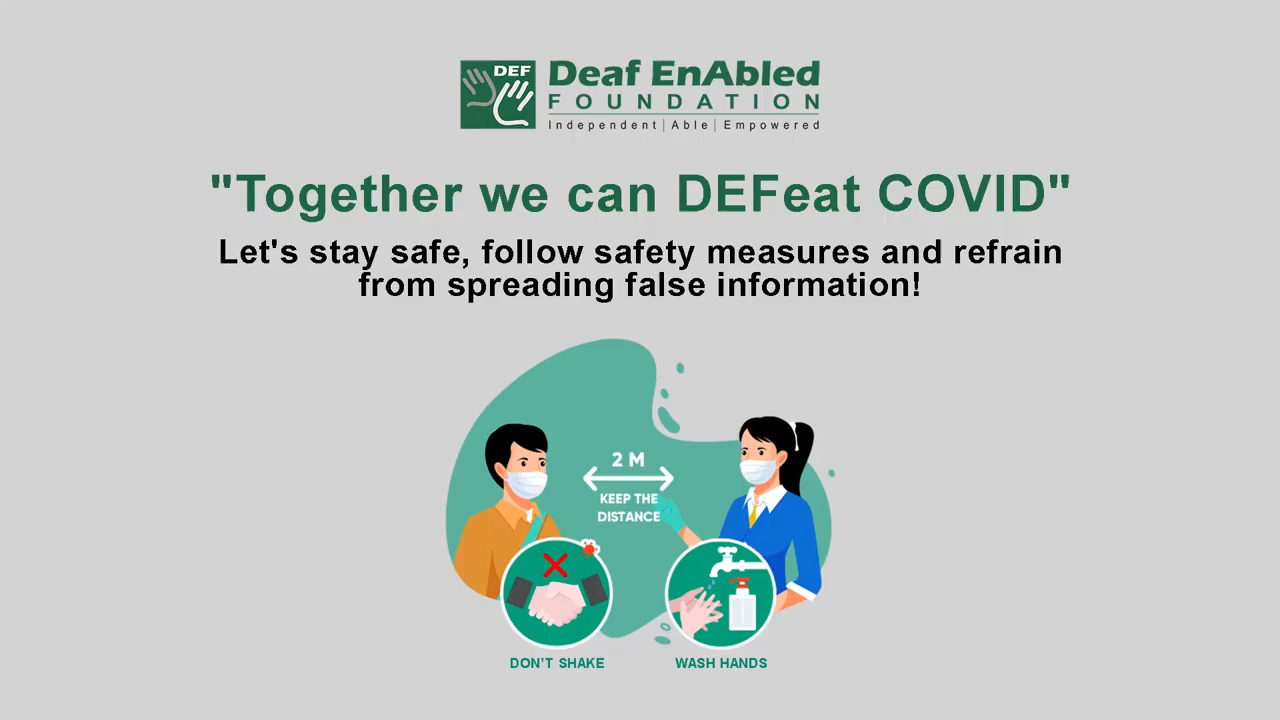 DEF
Deaf EnAbled
FOUNDATION
Independent | Able | Empowered
"Together we can DEFeat COVID"
Let's stay safe, follow safety measures and refrain
from spreading false information!
2 M
KEEP THE
DISTANCE
DON'T SHAKE
WASH HANDS